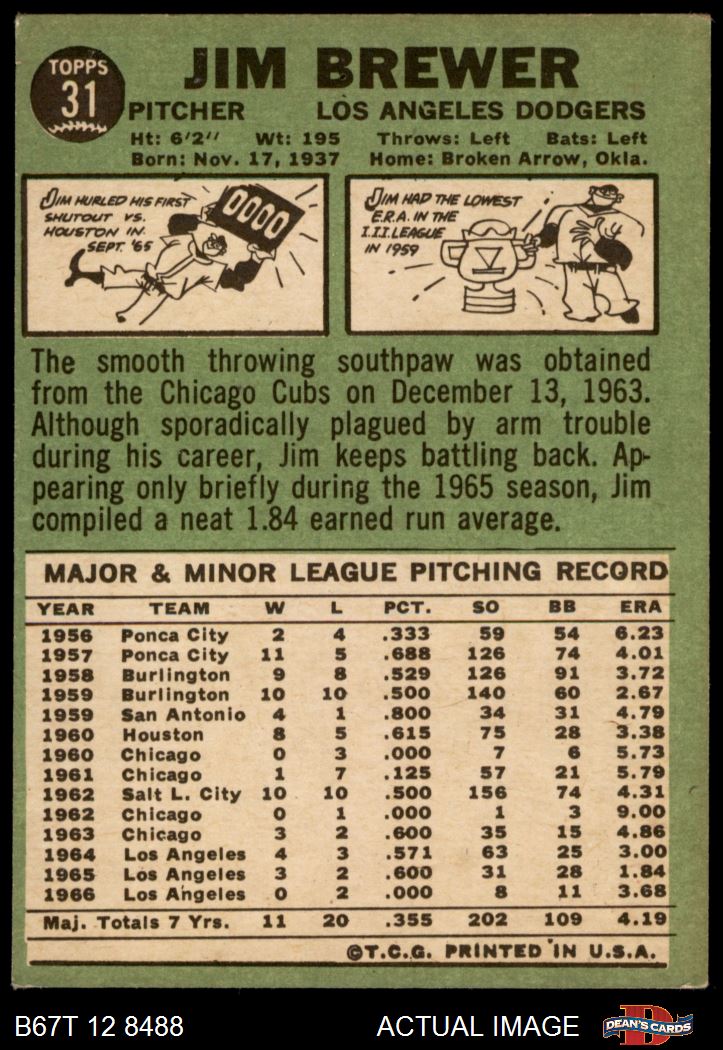 TOPPS
31
JIM BREWER
PITCHER LOS ANGELES DODGERS
Ht: 6'2" Wt: 195 Throws: Left Bats: Left
Born: Nov. 17, 1937 Home: Broken Arrow, Okla.
JIM HURLED HIS FIRST
SHUTOUT VS.
HOUSTON IN
SEPT. '65
0000
JIM HAD THE LOWEST
E.R.A. IN THE
I.I.I. LEAGUE
IN 1959
The smooth throwing southpaw was obtained
from the Chicago Cubs on December 13, 1963.
Although sporadically plagued by arm trouble
during his career, Jim keeps battling back. Ap-
pearing only briefly during the 1965 season, Jim
compiled a neat 1.84 earned run average.
MAJOR & MINOR LEAGUE PITCHING RECORD
YEAR TEAM W L PCT. SO BB ERA
1956 Ponca City 2 4 .333 59 54 6.23
1957 Ponca City 11 5 .688 126 74 4.01
1958 Burlington 9 8 .529 126 91 3.72
1959 Burlington 10 10 .500 140 60 2.67
1959 San Antonio 4 1 .800 34 31 4.79
1960 Houston 8 5 .615 75 28 3.38
1960 Chicago 0 3 .000 7 6 5.73
1961 Chicago 1 7 .125 57 21 5.79
1962 Salt L. City 10 10 .500 156 74 4.31
1962 Chicago 0 1 .000 1 3 9.00
1963 Chicago 3 2 .600 35 15 4.86
1964 Los Angeles 4 3 .571 63 25 3.00
1965 Los Angeles 3 2 .600 31 28 1.84
1966 Los Angeles 0 2 .000 8 11 3.68
Maj. Totals 7 Yrs. 11 20 .355 202 109 4.19
©T.C.G. PRINTED IN U.S.A.
B67T 12 8488 ACTUAL IMAGE DEAN'S CARDS